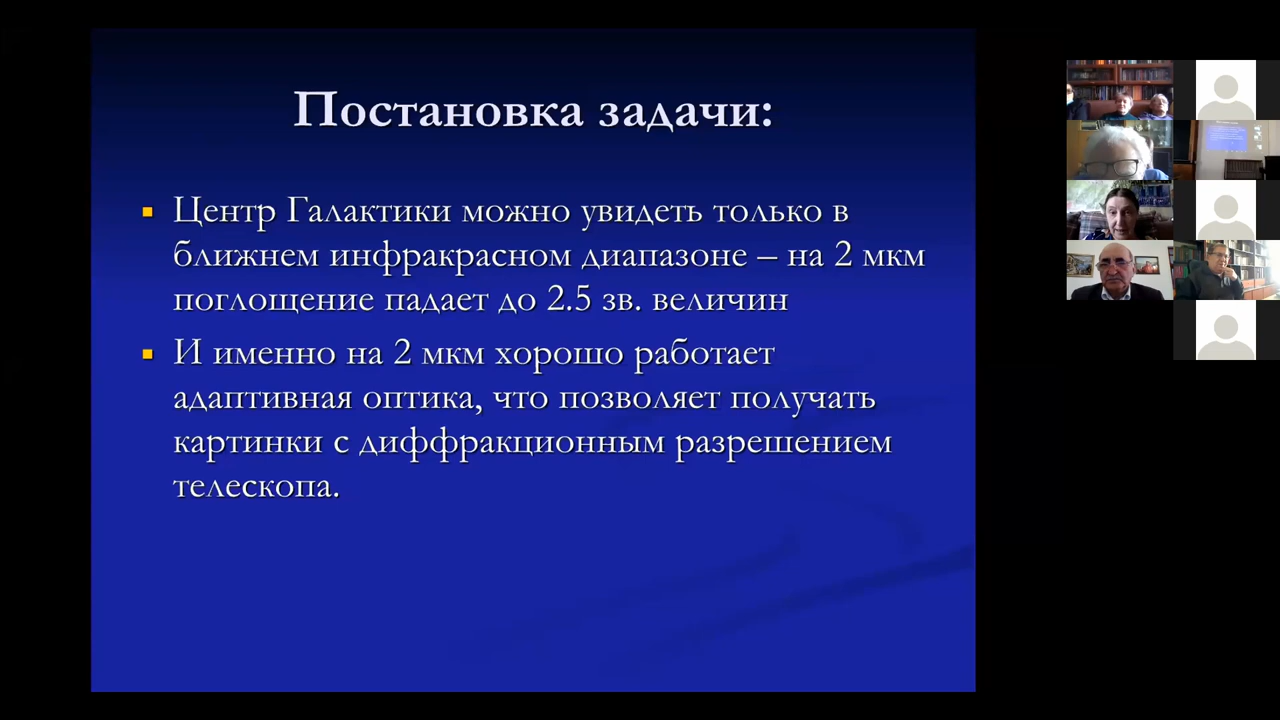 Постановка задачи:
Центр Галактики можно увидеть только в
ближнем инфракрасном диапазоне – на 2 мкм
поглощение падает до 2.5 зв. величин
И именно на 2 мкм хорошо работает
адаптивная оптика, что позволяет получать
картинки с диффракционным разрешением
телескопа.